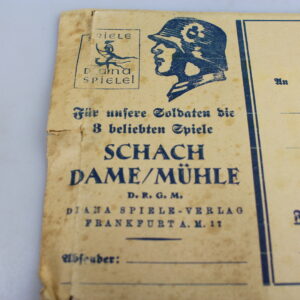 SPIELE
Diana
SPIELE!
An
Für unsere Soldaten die
3 beliebten Spiele
SCHACH
DAME/MÜHLE
D. R. G. M.
DIANA SPIELE-VERLAG
FRANKFURT A. M. 17
Absender: